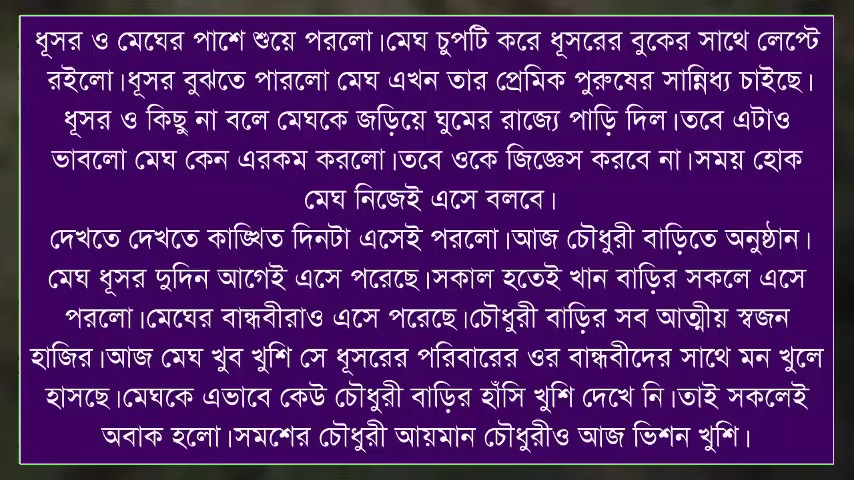 ধূসর ও মেঘের পাশে শুয়ে পরলো।মেঘ চুপটি করে ধূসরের বুকের সাথে লেপ্টে
রইলো।ধূসর বুঝতে পারলো মেঘ এখন তার প্রেমিক পুরুষের সান্নিধ্য চাইছে।
ধূসর ও কিছু না বলে মেঘকে জড়িয়ে ঘুমের রাজ্যে পাড়ি দিল।তবে এটাও
ভাবলো মেঘ কেন এরকম করলো।তবে ওকে জিজ্ঞেস করবে না।সময় হোক
মেঘ নিজেই এসে বলবে।
দেখতে দেখতে কাঙ্খিত দিনটা এসেই পরলো।আজ চৌধুরী বাড়িতে অনুষ্ঠান।
মেঘ ধূসর দুদিন আগেই এসে পরেছে।সকাল হতেই খান বাড়ির সকলে এসে
পরলো।মেঘের বান্ধবীরাও এসে পরেছে।চৌধুরী বাড়ির সব আত্মীয় স্বজন
হাজির।আজ মেঘ খুব খুশি সে ধূসরের পরিবারের ওর বান্ধবীদের সাথে মন খুলে
হাসছে।মেঘকে এভাবে কেউ চৌধুরী বাড়ির হাঁসি খুশি দেখে নি।তাই সকলেই
অবাক হলো।সমশের চৌধুরী আয়মান চৌধুরীও আজ ভিশন খুশি।